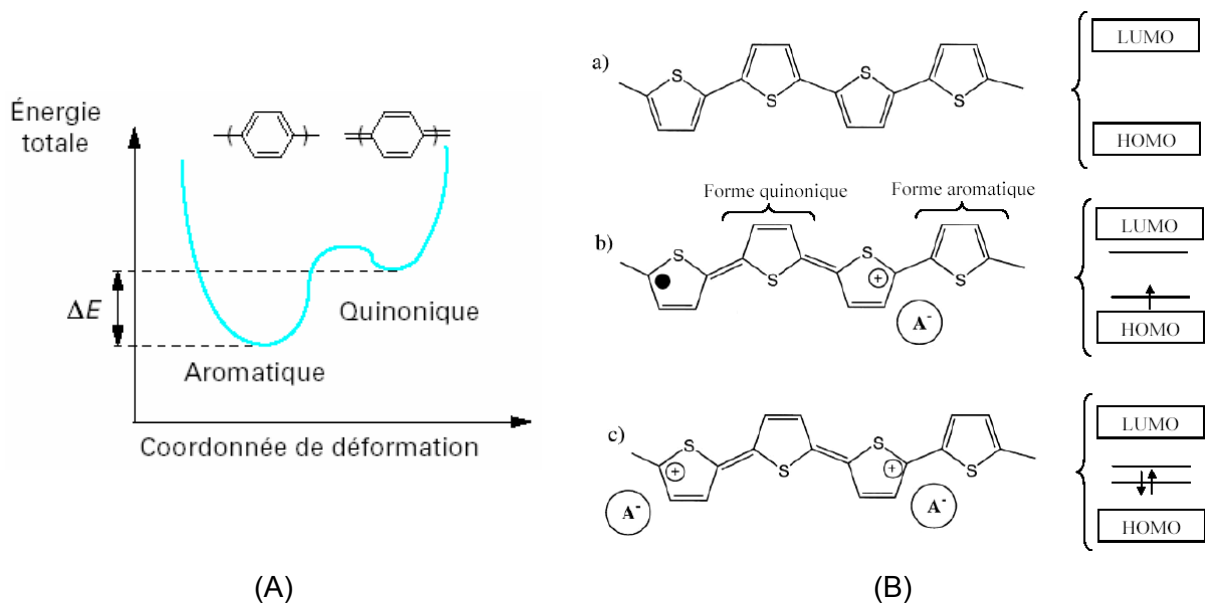 Énergie
totale
ΔE
Quinonique
Aromatique
Coordonnée de déformation
(A)
a)
S
S
S
S
LUMO
HOMO
b)
Forme quinonique
Forme aromatique
S
S
S
S
+
A-
LUMO
HOMO
c)
S
S
S
S
+
+
A-
A-
LUMO
HOMO
(B)